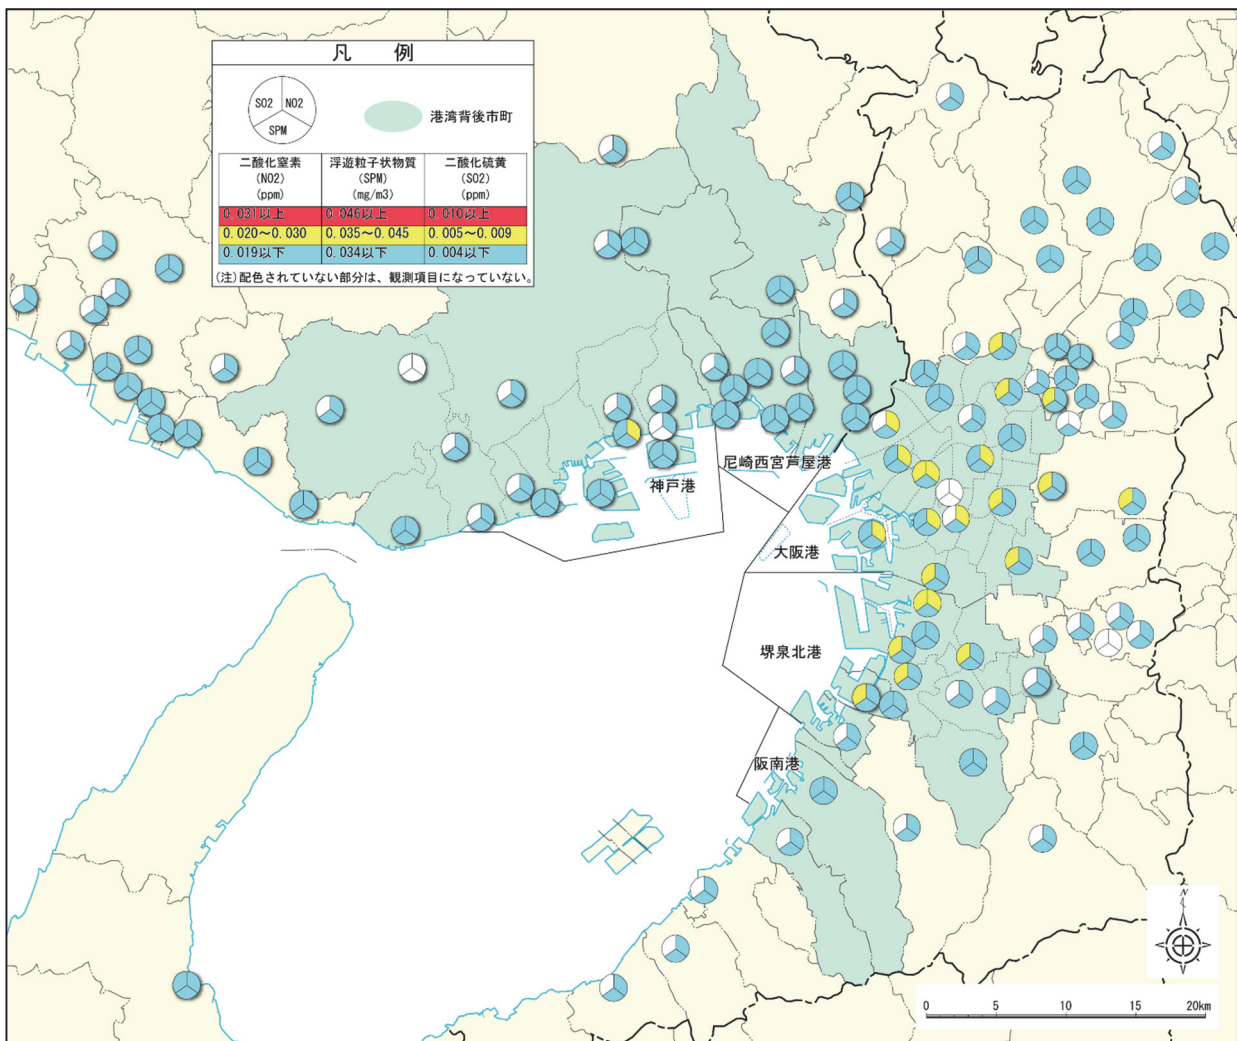 凡 例
SO2 NO2
SPM
港湾背後市町
二酸化窒素 浮遊粒子状物質 二酸化硫黄
(NO2) (SPM) (SO2)
(ppm) (mg/m3) (ppm)
0.031以上 0.046以上 0.010以上
0.020～0.030 0.035～0.045 0.005～0.009
0.019以下 0.034以下 0.004以下
(注)配色されていない部分は、観測項目になっていない。
尼崎西宮芦屋港
神戸港
大阪港
堺泉北港
阪南港
N
0 5 10 15 20km